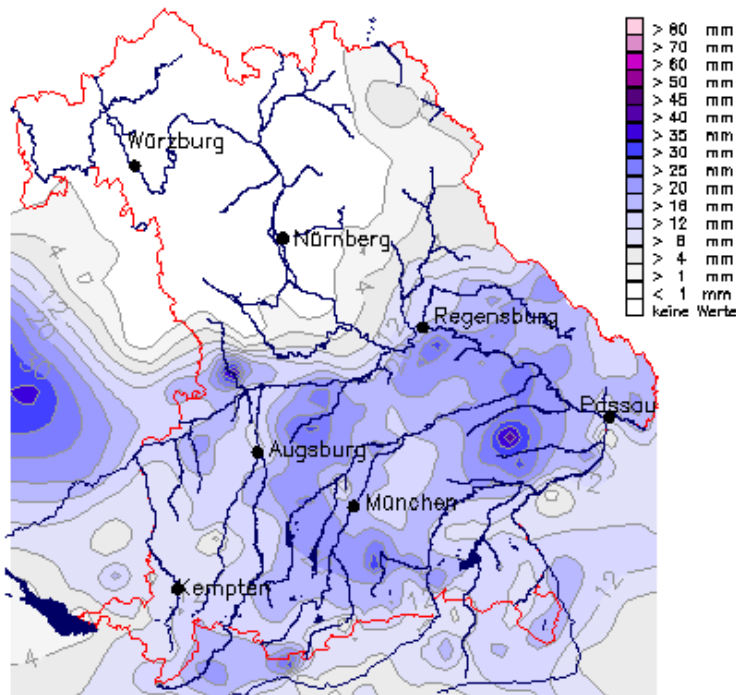 > 80 mm
> 70 mm
> 60 mm
> 50 mm
> 45 mm
> 40 mm
> 35 mm
> 30 mm
> 25 mm
> 20 mm
> 16 mm
> 12 mm
> 8 mm
> 4 mm
> 1 mm
< 1 mm
keine Werte
Würzburg
Nürnberg
4
4
12
20
30
12
Regensburg
Passau
Augsburg
München
12
12
Kempten
4